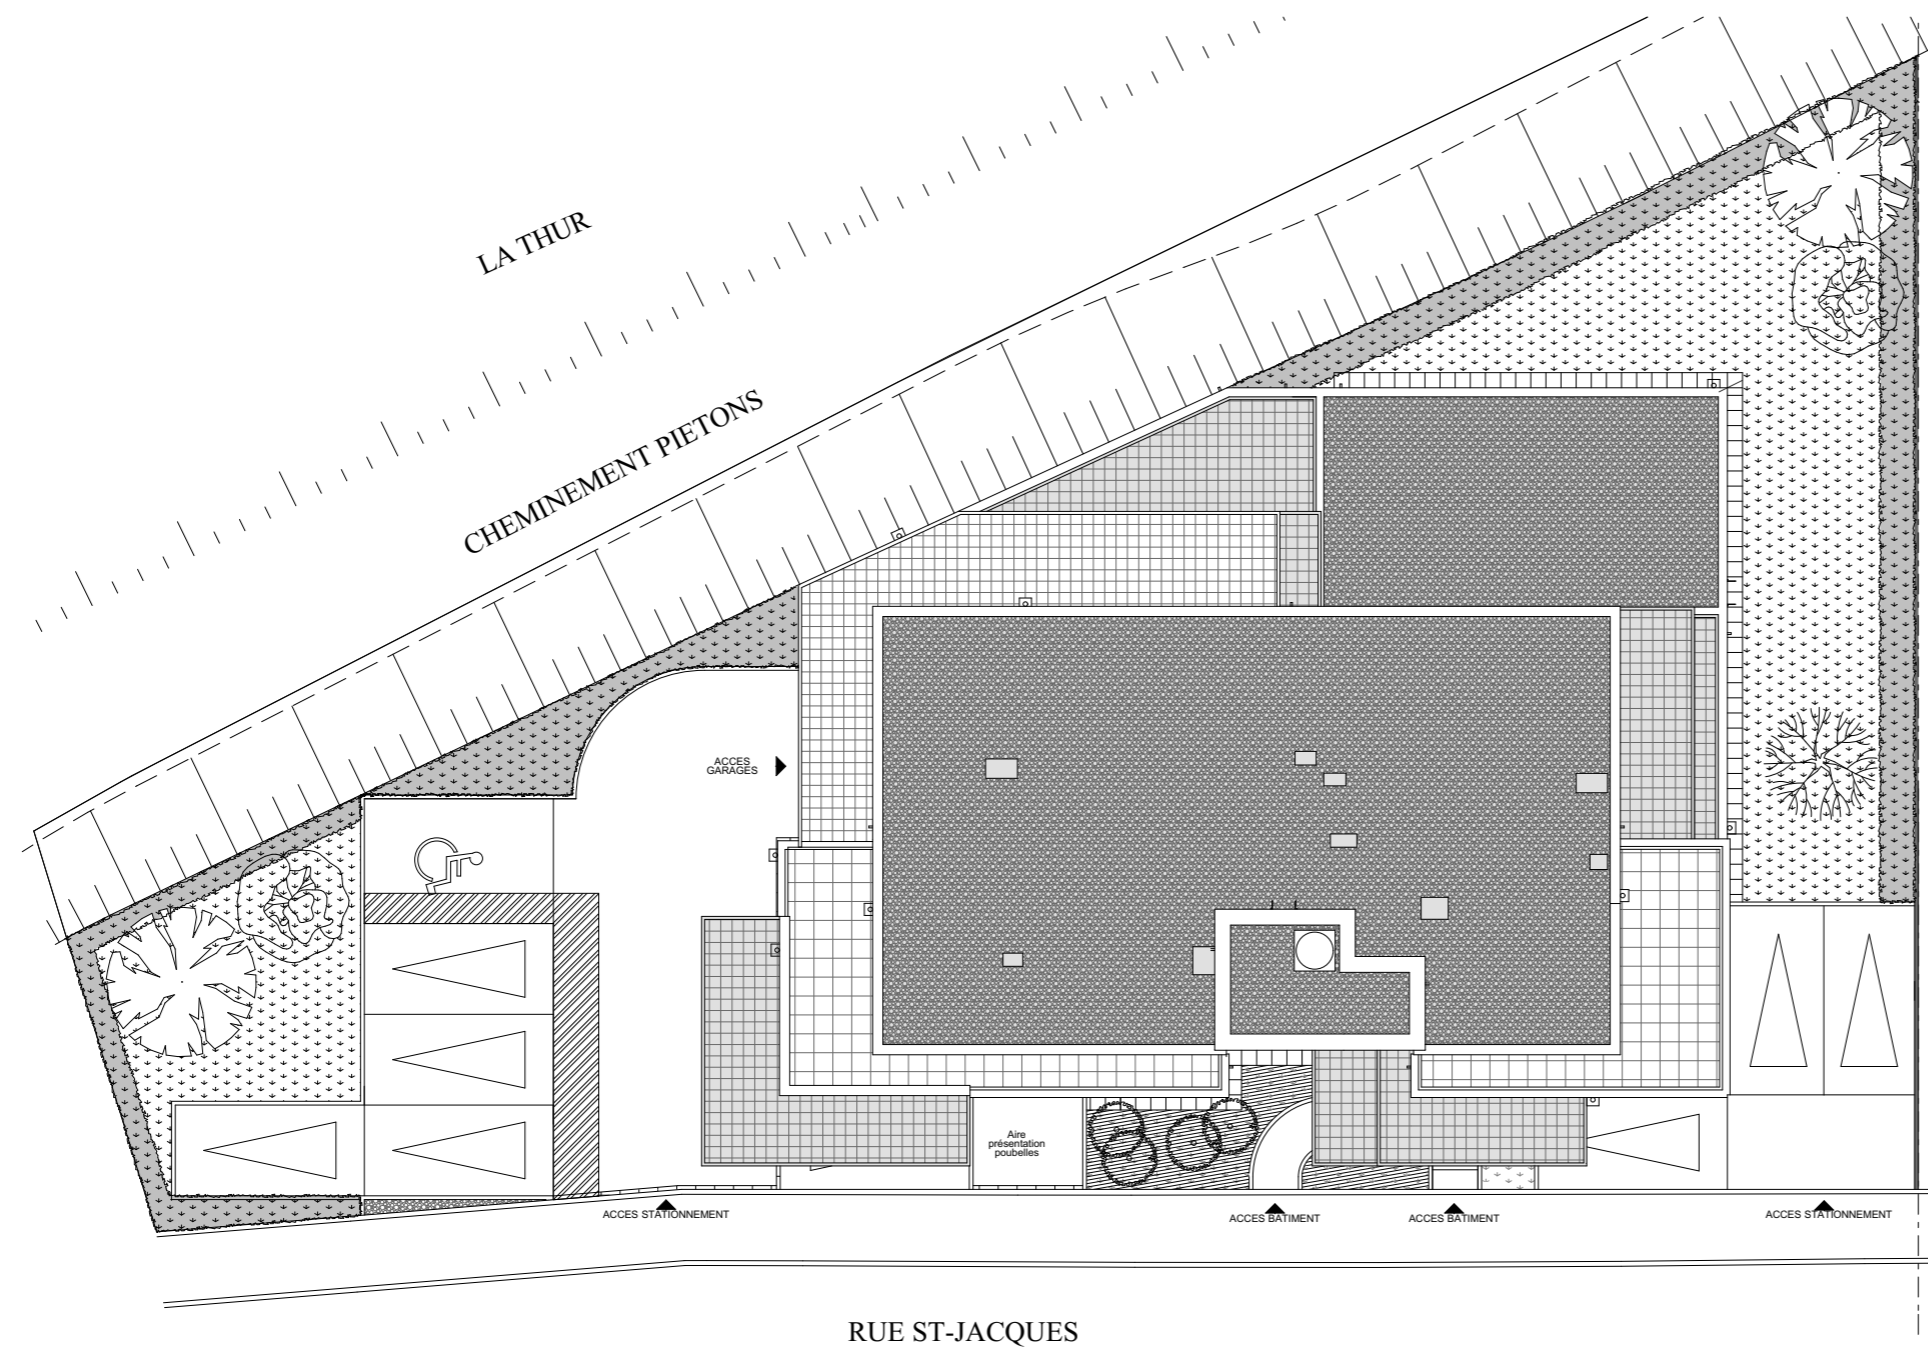 LA THUR
CHEMINEMENT PIETONS
ACCES
GARAGES
Aire
présentation
poubelles
ACCES STATIONNEMENT
ACCES BATIMENT
ACCES BATIMENT
ACCES STATIONNEMENT
RUE ST-JACQUES